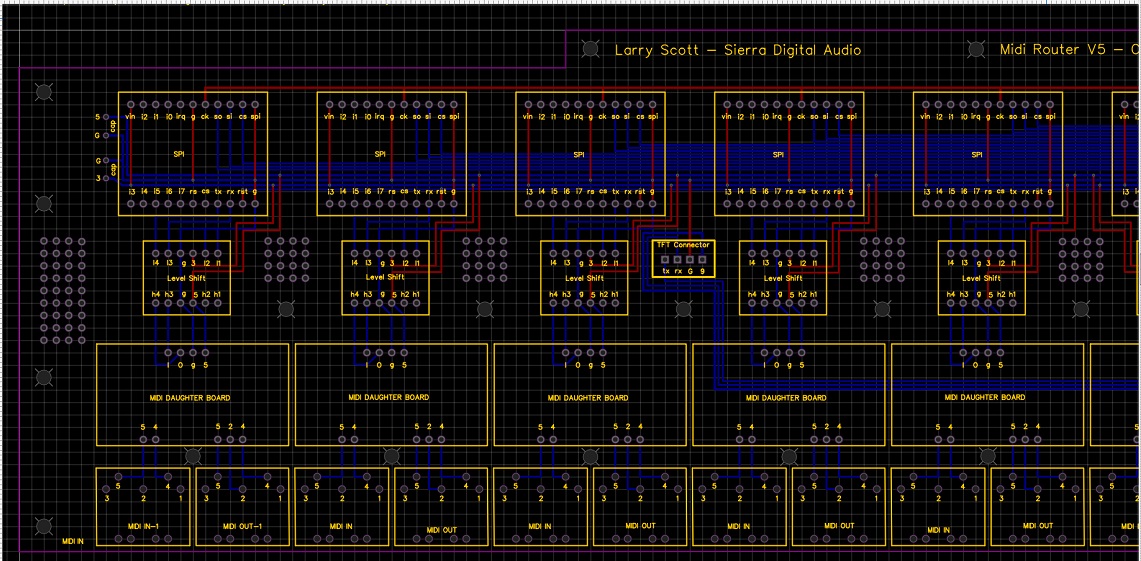 Larry Scott – Sierra Digital Audio Midi Router V5 – C
vin i2 i1 i0 irq g ck so si cs spi vin i2 i1 i0 irq g ck so si cs spi vin i2 i1 i0 irq g ck so si cs spi vin i2 i1 i0 irq g ck so si cs spi vin i2 i1 i0 irq g ck so si cs spi vin
5
G
cap
G
3
cap
SPI SPI SPI SPI SPI
i3 i4 i5 i6 i7 rs cs tx rx rst g i3 i4 i5 i6 i7 rs cs tx rx rst g i3 i4 i5 i6 i7 rs cs tx rx rst g i3 i4 i5 i6 i7 rs cs tx rx rst g i3 i4 i5 i6 i7 rs cs tx rx rst g i3
TFT Connector
l4 l3 g 3 l2 l1 l4 l3 g 3 l2 l1 l4 l3 g 3 l2 l1 l4 l3 g 3 l2 l1 l4 l3 g 3 l2 l1
tx rx G 9
Level Shift Level Shift Level Shift Level Shift Level Shift
h4 h3 g 5 h2 h1 h4 h3 g 5 h2 h1 h4 h3 g 5 h2 h1 h4 h3 g 5 h2 h1 h4 h3 g 5 h2 h1
I O g 5 I O g 5 I O g 5 I O g 5 I O g 5
MIDI DAUGHTER BOARD MIDI DAUGHTER BOARD MIDI DAUGHTER BOARD MIDI DAUGHTER BOARD MIDI DAUGHTER BOARD
5 4 5 2 4 5 4 5 2 4 5 4 5 2 4 5 4 5 2 4 5 4 5 2 4 5
5 4 5 4 5 4 5 4 5 4 5 4 5 4 5 4 5 4 5 4 5
3 2 1 3 2 1 3 2 1 3 2 1 3 2 1 3 2 1 3 2 1 3 2 1 3 2 1 3 2 1 3 2
MIDI IN-1 MIDI OUT-1 MIDI IN MIDI OUT MIDI IN MIDI OUT MIDI IN MIDI OUT MIDI IN MIDI OUT
MIDI IN